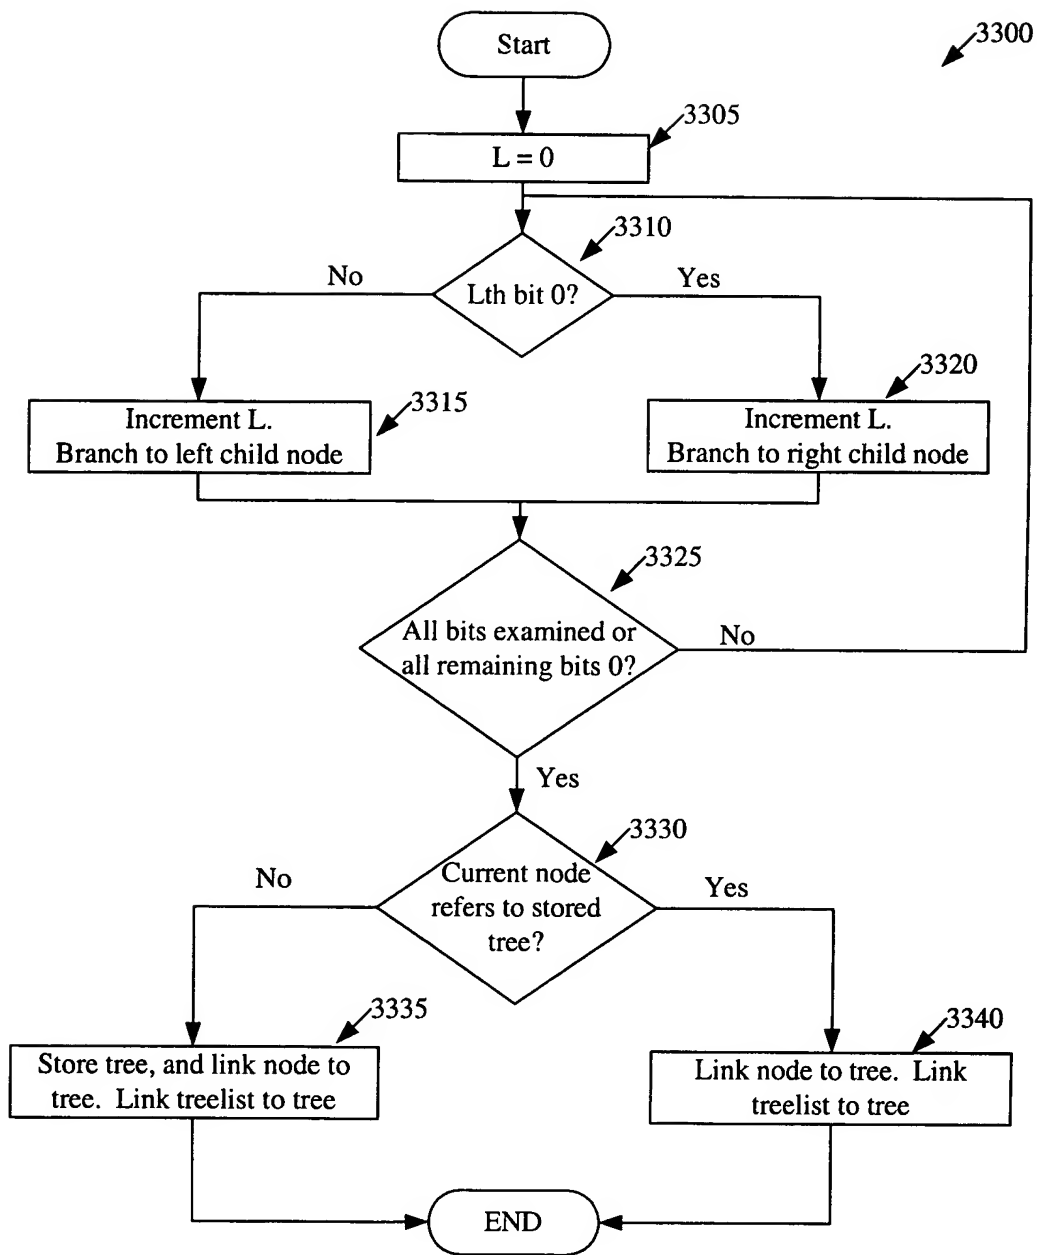 Start
3300
3305
L = 0
3310
No
Lth bit 0?
Yes
3315
3320
Increment L.
Branch to left child node
Increment L.
Branch to right child node
3325
All bits examined or
all remaining bits 0?
No
Yes
3330
No
Current node
refers to stored
tree?
Yes
3335
3340
Store tree, and link node to
tree. Link treelist to tree
Link node to tree. Link
treelist to tree
END